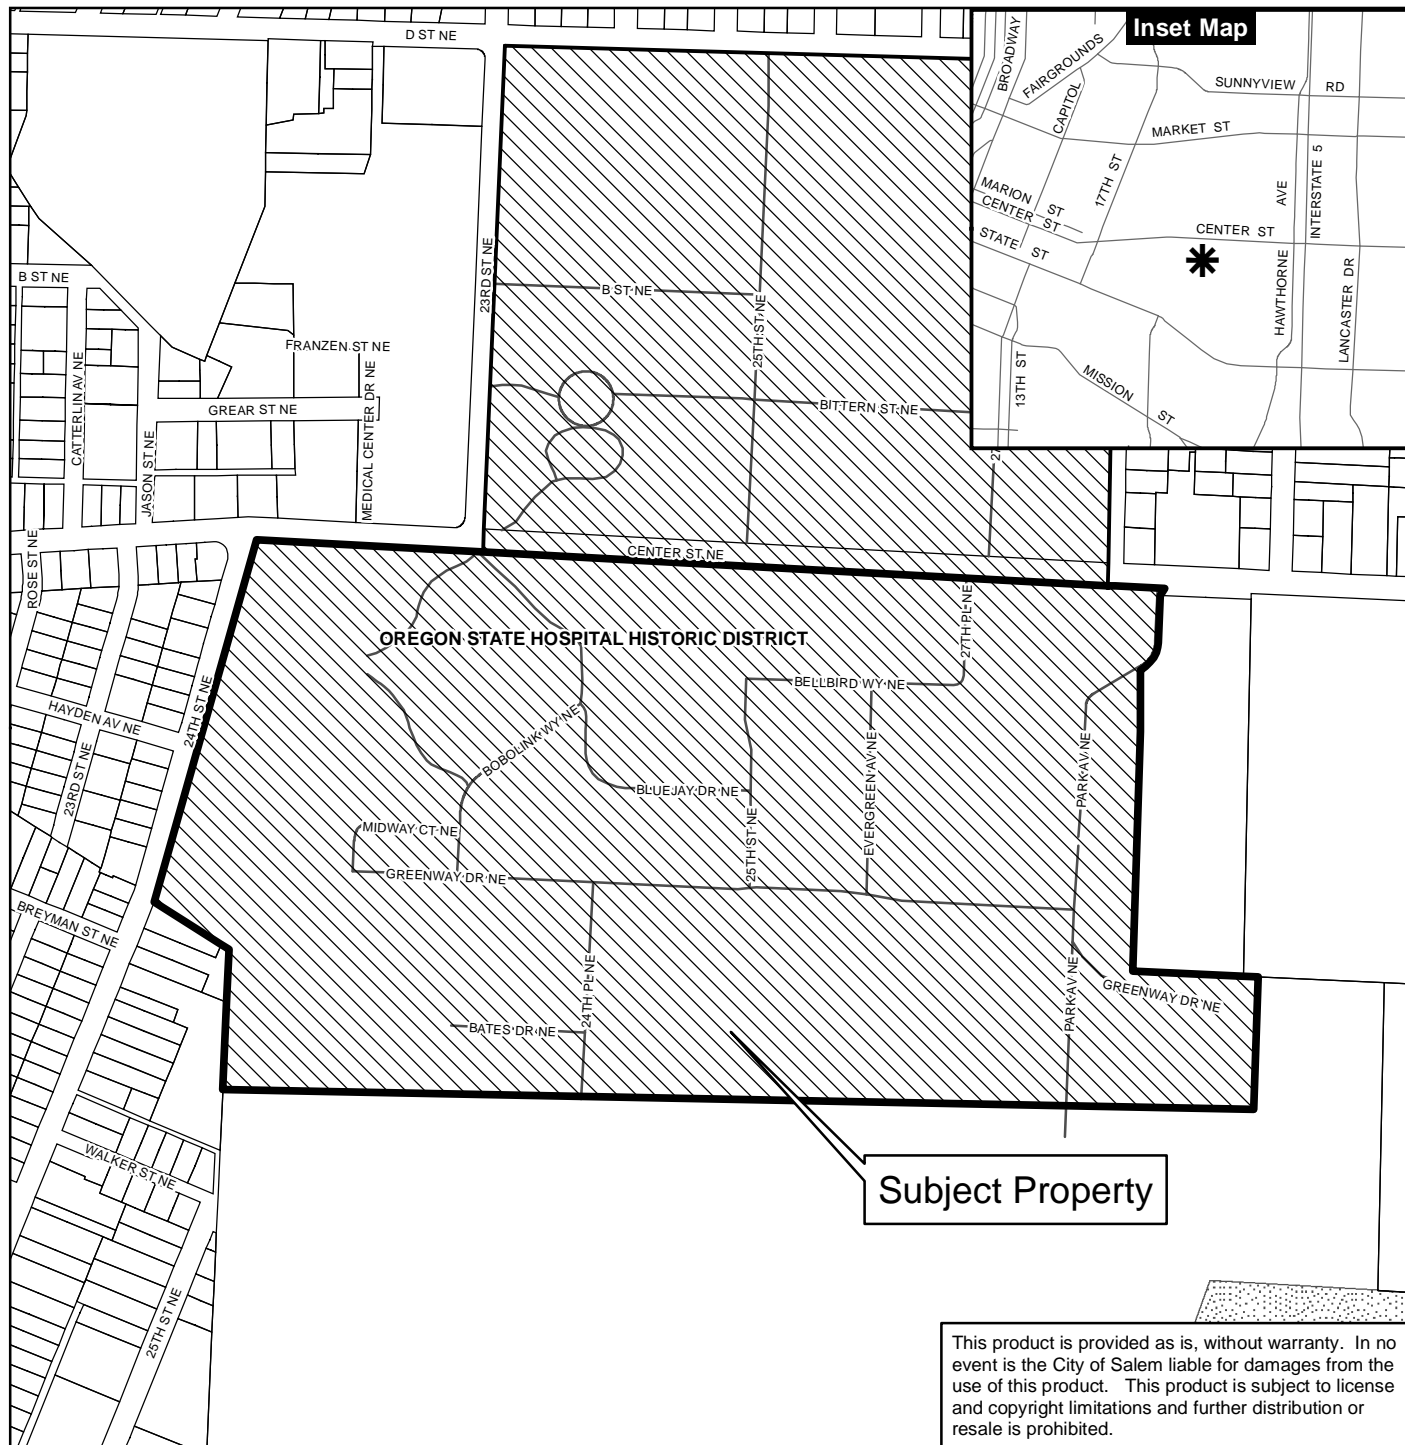 D ST NE
Inset Map
BROADWAY
FAIRGROUNDS
CAPITOL
SUNNYVIEW RD
MARKET ST
17TH ST
MARION ST
CENTER ST
STATE ST
AVE
INTERSTATE 5
CENTER ST
HAWTHORNE
LANCASTER DR
13TH ST
MISSION ST
23RD ST NE
B ST NE
B ST NE
25TH ST NE
FRANZEN ST NE
CATTERLIN AV NE
MEDICAL CENTER DR NE
GREAR ST NE
BITTERN ST NE
JASON ST NE
27
CENTER ST NE
ROSE ST NE
OREGON STATE HOSPITAL HISTORIC DISTRICT
27TH PL NE
BELLBIRD WY NE
24TH ST NE
HAYDEN AV NE
BOBOLINK WY NE
23RD ST NE
BLUEJAY DR NE
EVERGREEN AV NE
PARK AV NE
MIDWAY CT NE
25TH ST NE
GREENWAY DR NE
BREYMAN ST NE
24TH PL NE
PARK AV NE
GREENWAY DR NE
BATES DR NE
WALKER ST NE
Subject Property
25TH ST NE
This product is provided as is, without warranty. In no
event is the City of Salem liable for damages from the
use of this product. This product is subject to license
and copyright limitations and further distribution or
resale is prohibited.